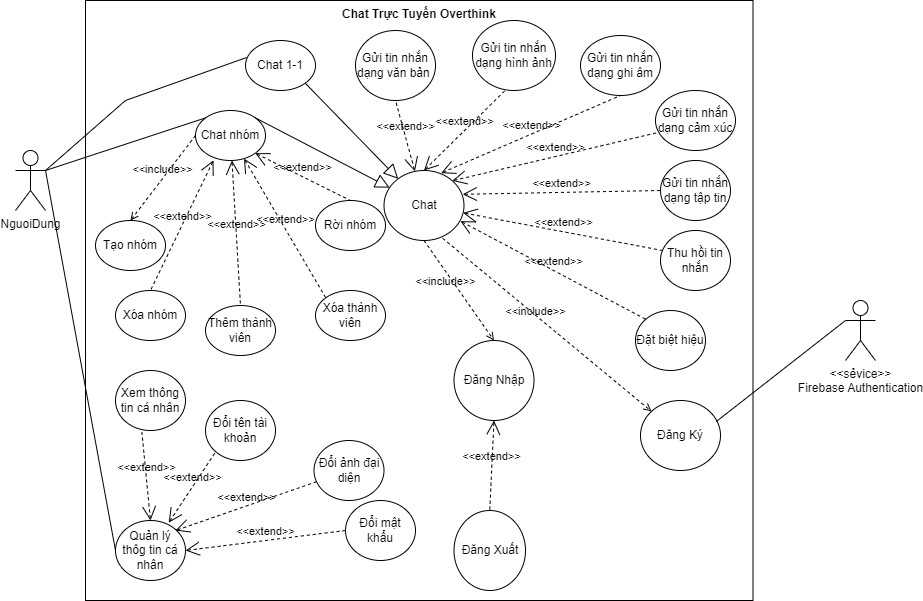 Chat Trực Tuyến Overthink
Chat 1-1
Gửi tin nhắn
dạng văn bản
Gửi tin nhắn
dạng hình ảnh
Gửi tin nhắn
dạng ghi âm
Gửi tin nhắn
dạng cảm xúc
Chat nhóm
<<extend>>
<<extend>>
<<extend>>
<<extend>>
<<include>>
<<extend>>
<<extend>>
Gửi tin nhắn
dạng tập tin
Chat
NguoiDung
<<extend>>
<<extend>>
<<extend>>
Rời nhóm
<<extend>>
Tạo nhóm
Thu hồi tin
nhắn
<<extend>>
<<include>>
<<include>>
Xóa nhóm
Thêm thành
viên
Xóa thành
viên
Đặt biệt hiệu
<<sẻvice>>
Firebase Authentication
Đăng Nhập
Xem thông
tin cá nhân
Đổi tên tài
khoản
Đăng Ký
<<extend>>
<<extend>>
Đổi ảnh đại
diện
<<extend>>
<<extend>>
Đổi mật
khẩu
<<extend>>
Quản lý
thôg tin cá
nhân
Đăng Xuất